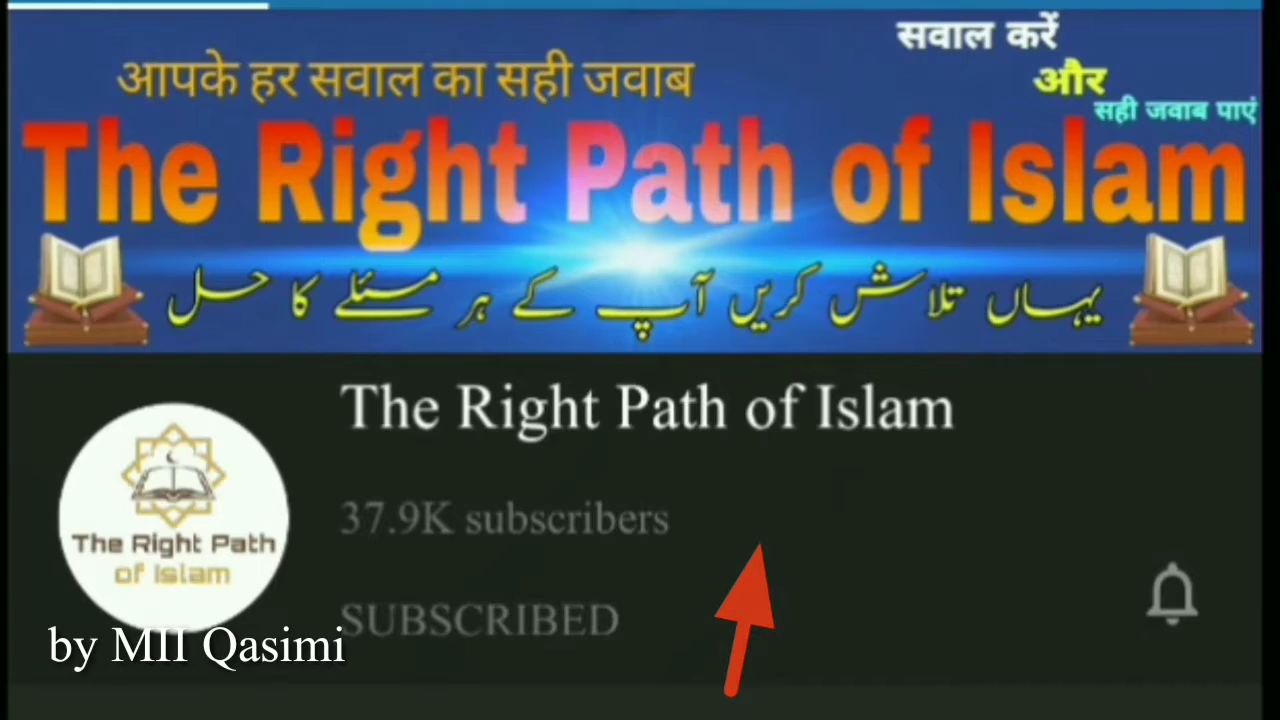 सवाल करें
और
सही जवाब पाएं
आपके हर सवाल का सही जवाब
The Right Path of Islam
یہاں تلاش کریں آپ کے ہر مسئلے کا حل
The Right Path of Islam
37.9K subscribers
SUBSCRIBED
The Right Path
of Islam
by MII Qasimi